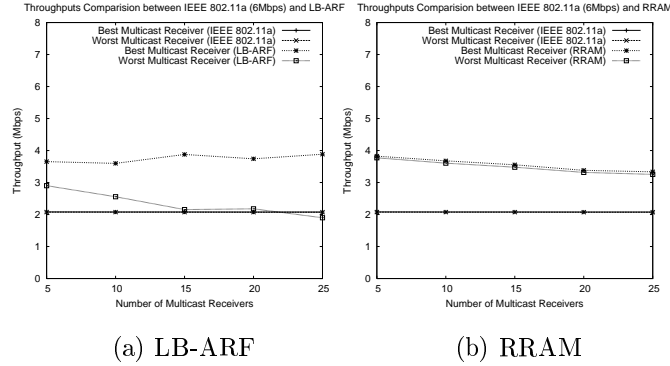 Throughputs Comparision between IEEE 802.11a (6Mbps) and LB-ARF
8
7
6
5
4
3
2
1
0
Throughput (Mbps)
Best Multicast Receiver (IEEE 802.11a)
Worst Multicast Receiver (IEEE 802.11a)
Best Multicast Receiver (LB-ARF)
Worst Multicast Receiver (LB-ARF)
5 10 15 20 25
Number of Multicast Receivers
(a) LB-ARF
Throughputs Comparision between IEEE 802.11a (6Mbps) and RRAM
8
7
6
5
4
3
2
1
0
Throughput (Mbps)
Best Multicast Receiver (IEEE 802.11a)
Worst Multicast Receiver (IEEE 802.11a)
Best Multicast Receiver (RRAM)
Worst Multicast Receiver (RRAM)
5 10 15 20 25
Number of Multicast Receivers
(b) RRAM